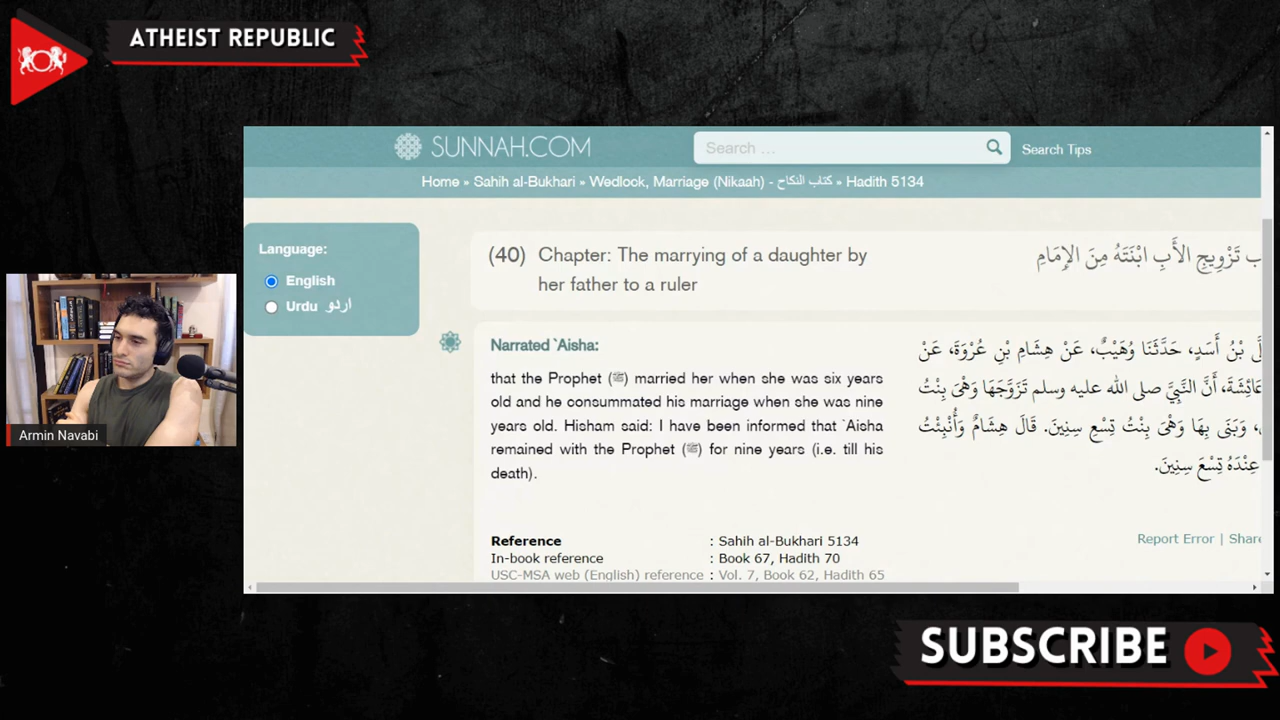 ATHEIST REPUBLIC
SUNNAH.COM
Search ...
Search Tips
Home » Sahih al-Bukhari » Wedlock, Marriage (Nikaah) - كتاب النكاح » Hadith 5134
Language:
English
Urdu اردو
(40) Chapter: The marrying of a daughter by
her father to a ruler
ب تَزْوِيجِ الأَبِ ابْنَتَهُ مِنَ الإِمَامِ
Narrated `Aisha:
that the Prophet (ﷺ) married her when she was six years
old and he consummated his marriage when she was nine
years old. Hisham said: I have been informed that `Aisha
remained with the Prophet (ﷺ) for nine years (i.e. till his
death).
بْنُ أَسَدٍ، حَدَّثَنَا وُهَيْبٌ، عَنْ هِشَامِ بْنِ عُرْوَةَ، عَنْ
عَائِشَةَ، أَنَّ النَّبِيَّ صلى الله عليه وسلم تَزَوَّجَهَا وَهْىَ بِنْتُ
، وَبَنَى بِهَا وَهْىَ بِنْتُ تِسْعِ سِنِينَ. قَالَ هِشَامٌ وَأُنْبِئْتُ
عِنْدَهُ تِسْعَ سِنِينَ.
Reference : Sahih al-Bukhari 5134
In-book reference : Book 67, Hadith 70
USC-MSA web (English) reference : Vol. 7, Book 62, Hadith 65
Report Error | Share
Armin Navabi
SUBSCRIBE